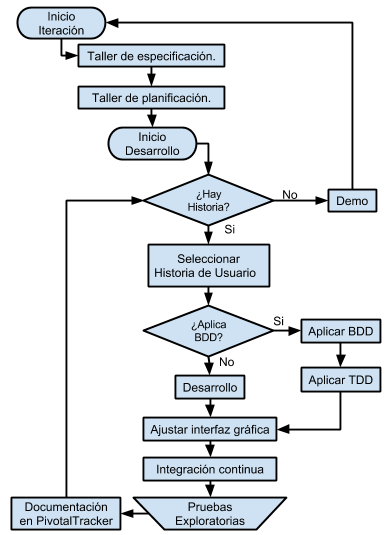 Inicio
Iteración
Taller de especificación.
Taller de planificación.
Inicio
Desarrollo
¿Hay
Historia?
No
Demo
Si
Seleccionar
Historia de Usuario
¿Aplica
BDD?
Si
Aplicar BDD
No
Aplicar TDD
Desarrollo
Ajustar interfaz gráfica
Integración continua
Pruebas
Exploratorias
Documentación
en PivotalTracker